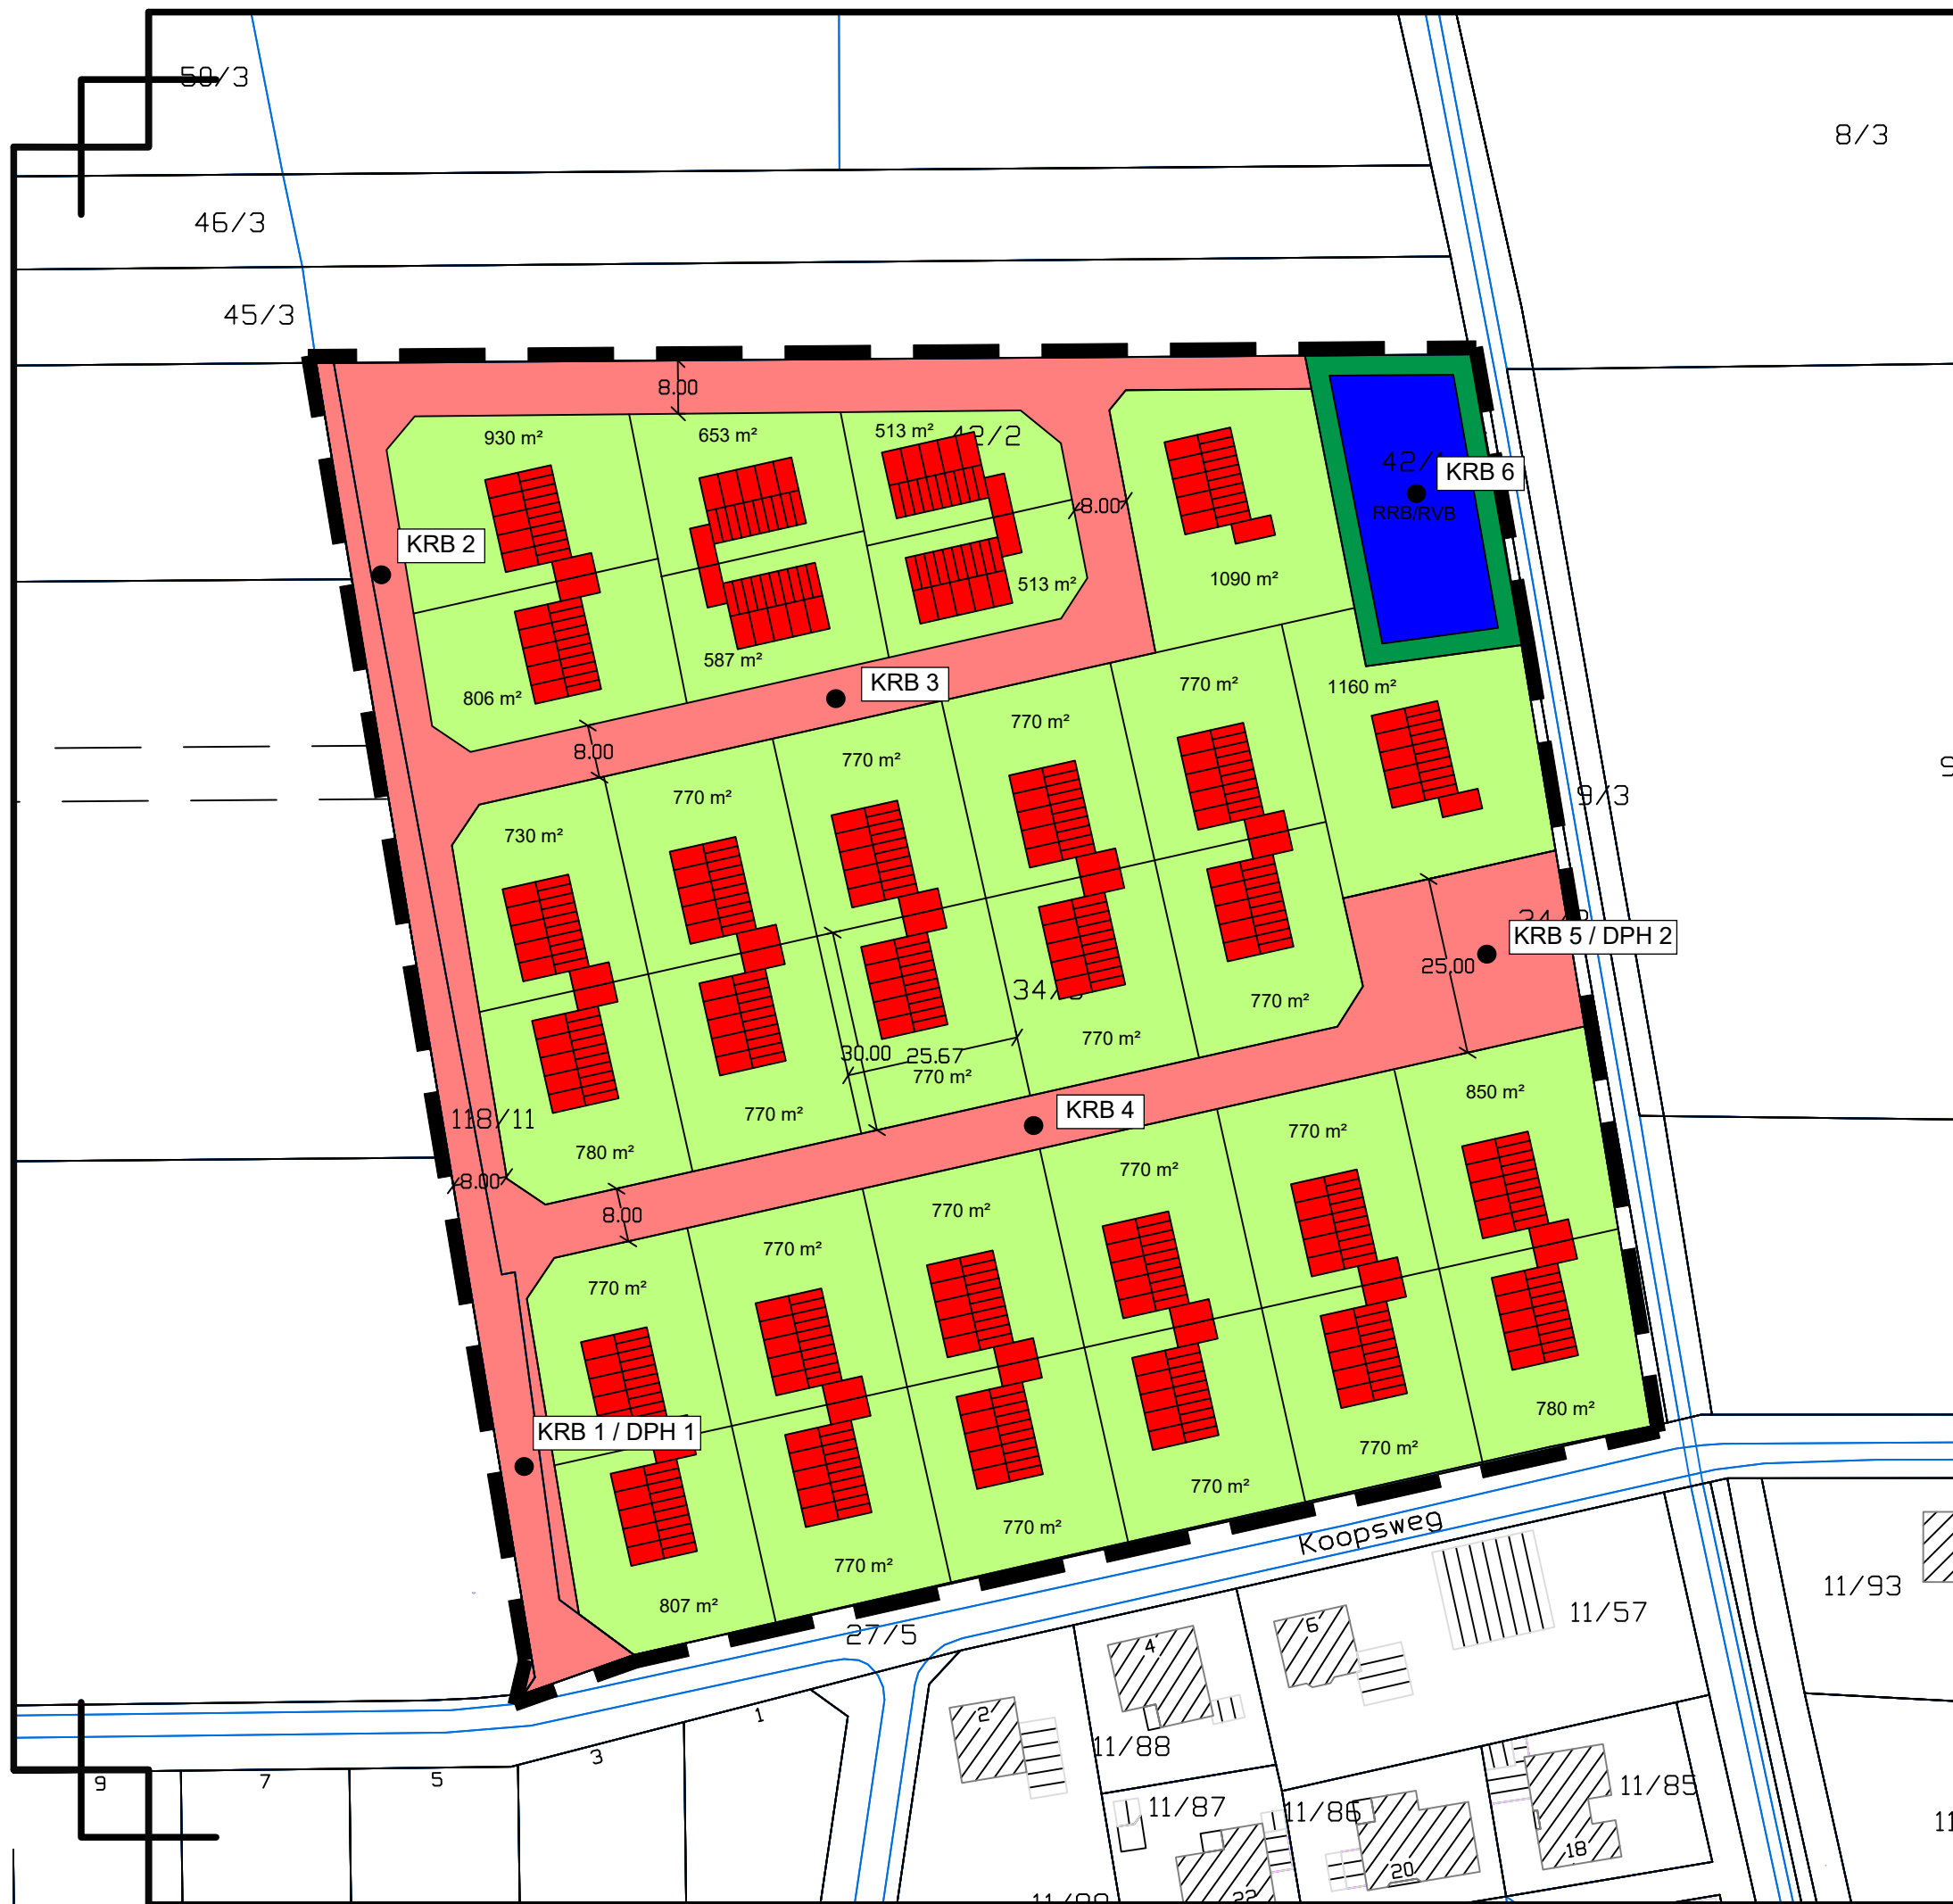 50/3
8/3
46/3
45/3
8.00
930 m²
653 m²
513 m²
42/2
KRB 6
RRB/RVB
8.00
KRB 2
1090 m²
513 m²
587 m²
806 m²
KRB 3
770 m²
1160 m²
770 m²
8.00
770 m²
770 m²
9/3
730 m²
KRB 5 / DPH 2
25.00
34/
770 m²
770 m²
30.00
25.67
770 m²
850 m²
770 m²
KRB 4
118/11
770 m²
780 m²
770 m²
8.00
770 m²
8.00
770 m²
770 m²
780 m²
KRB 1 / DPH 1
770 m²
770 m²
770 m²
Koopsweg
770 m²
807 m²
27/5
11/93
11/57
6
4
2
1
3
11/88
9
7
5
11/87
11/86
11/85
18
20
22